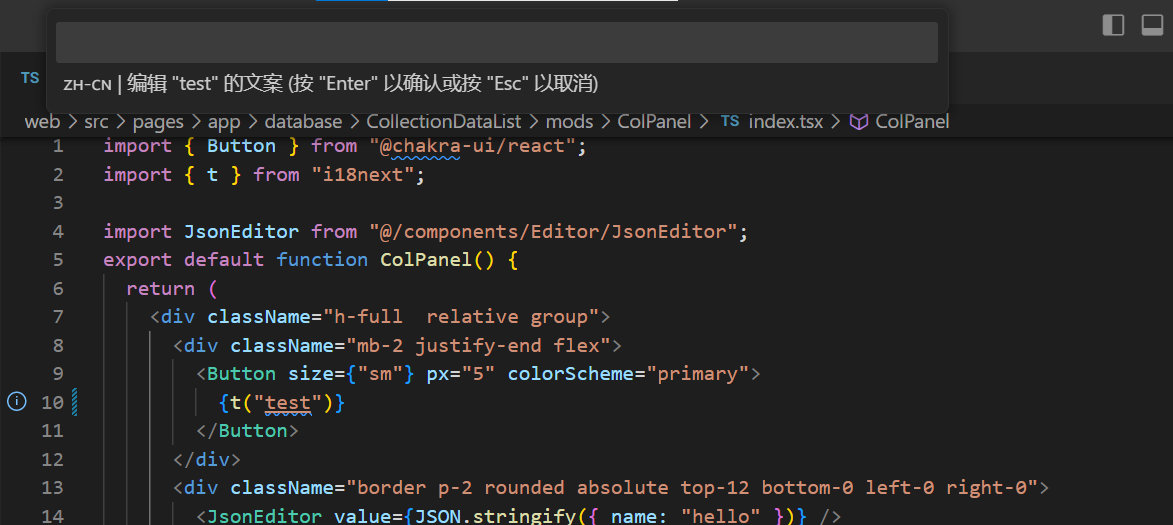 ZH-CN | 编辑 "test" 的文案 (按 "Enter" 以确认或按 "Esc" 以取消)
TS
web > src > pages > app > database > CollectionDataList > mods > ColPanel > TS index.tsx > ColPanel
1 import { Button } from "@chakra-ui/react";
2 import { t } from "i18next";
3
4 import JsonEditor from "@/components/Editor/JsonEditor";
5 export default function ColPanel() {
6   return (
7     <div className="h-full  relative group">
8       <div className="mb-2 justify-end flex">
9         <Button size={"sm"} px="5" colorScheme="primary">
10           {t("test")}
11         </Button>
12       </div>
13       <div className="border p-2 rounded absolute top-12 bottom-0 left-0 right-0">
14         <JsonEditor value={JSON.stringify({ name: "hello" })} />